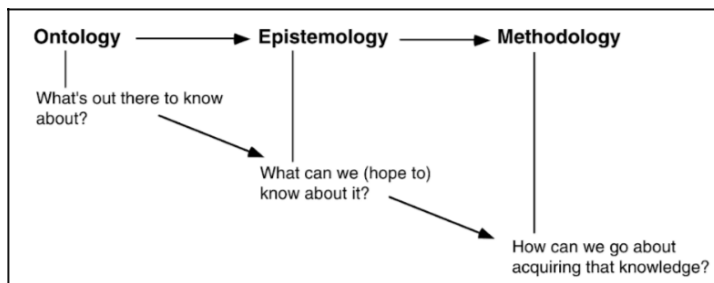 Ontology Epistemology Methodology
What's out there to know
about?
What can we (hope to)
know about it?
How can we go about
acquiring that knowledge?